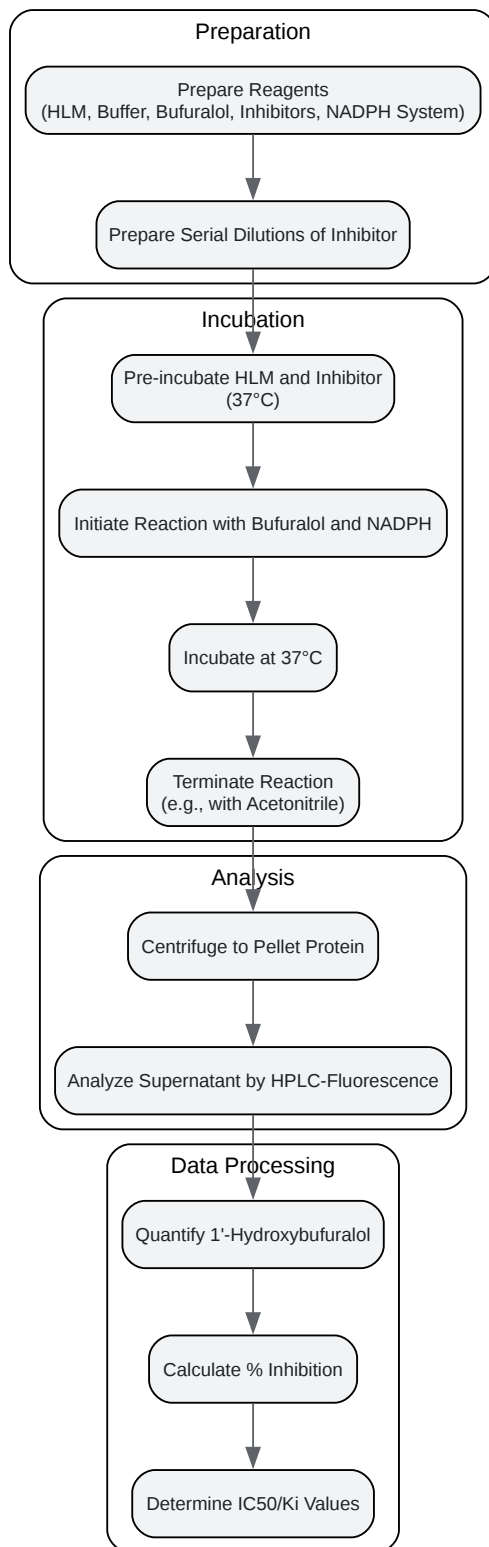 Preparation
Prepare Reagents
(HLM, Buffer, Bufuralol, Inhibitors, NADPH System)
Prepare Serial Dilutions of Inhibitor
Incubation
Pre-incubate HLM and Inhibitor
(37°C)
Initiate Reaction with Bufuralol and NADPH
Incubate at 37°C
Terminate Reaction
(e.g., with Acetonitrile)
Analysis
Centrifuge to Pellet Protein
Analyze Supernatant by HPLC-Fluorescence
Data Processing
Quantify 1'-Hydroxybufuralol
Calculate % Inhibition
Determine IC50/Ki Values